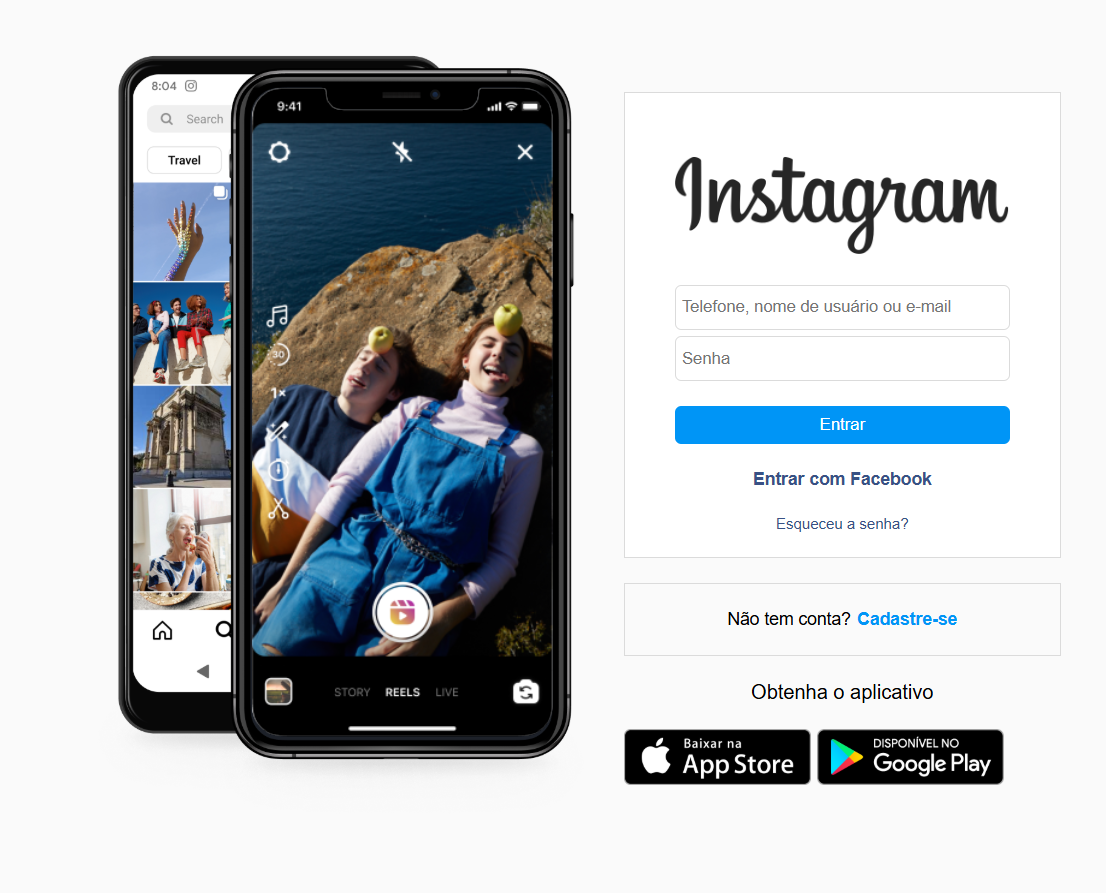 8:04
Search
Travel
9:41
30
1×
STORY REELS LIVE
Instagram
Telefone, nome de usuário ou e-mail
Senha
Entrar
Entrar com Facebook
Esqueceu a senha?
Não tem conta? Cadastre-se
Obtenha o aplicativo
Baixar na
App Store
DISPONÍVEL NO
Google Play